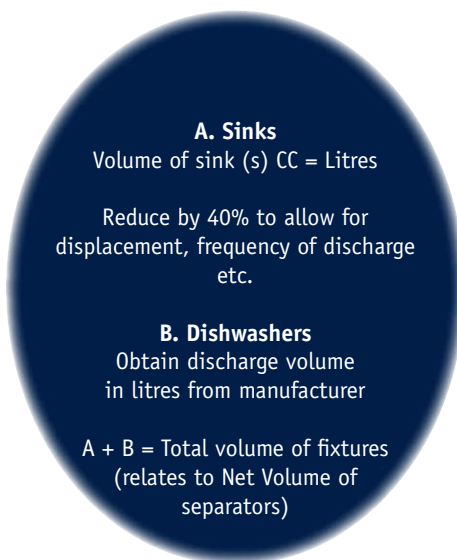 A. Sinks
Volume of sink (s) CC = Litres
Reduce by 40% to allow for
displacement, frequency of discharge
etc.
B. Dishwashers
Obtain discharge volume
in litres from manufacturer
A + B = Total volume of fixtures
(relates to Net Volume of
separators)